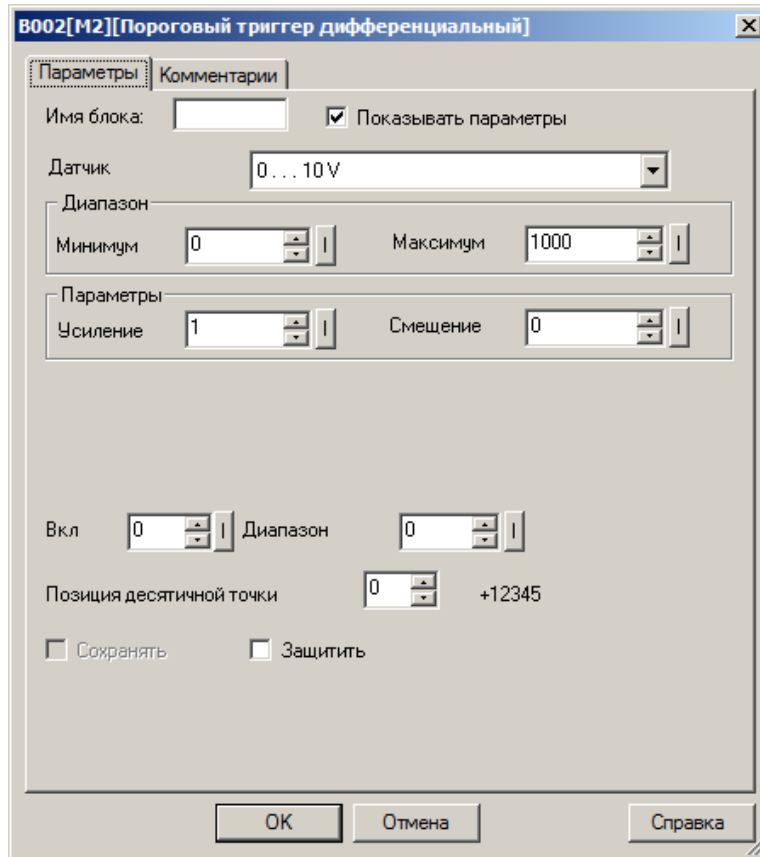 B002[M2][Пороговый триггер дифференциальный]
Параметры Комментарии
Имя блока: Показывать параметры
Датчик 0...10V
Диапазон
Минимум 0 Максимум 1000
Параметры
Усиление 1 Смещение 0
Вкл 0 Диапазон 0
Позиция десятичной точки 0 +12345
Сохранять Защитить
OK Отмена Справка